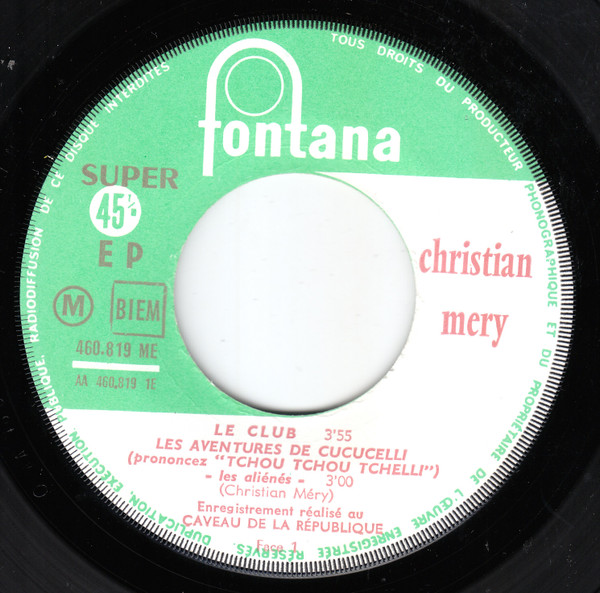 TOUS DROITS DU PRODUCTEUR PHONOGRAPHIQUE ET DU PROPRIÉTAIRE DE L'ŒUVRE ENREGISTRÉE RÉSERVÉS DUPLICATION, EXÉCUTION PUBLIQUE, RADIODIFFUSION DE CE DISQUE INTERDITES
fontana
SUPER
45
EP
M BIEM
460.819 ME
AA 460.819 1E
christian
mery
LE CLUB 3'55
LES AVENTURES DE CUCUCELLI
(prononcez "TCHOU TCHOU TCHELLI")
- les aliénés - 3'00
(Christian Méry)
Enregistrement réalisé au
CAVEAU DE LA RÉPUBLIQUE
Face 1